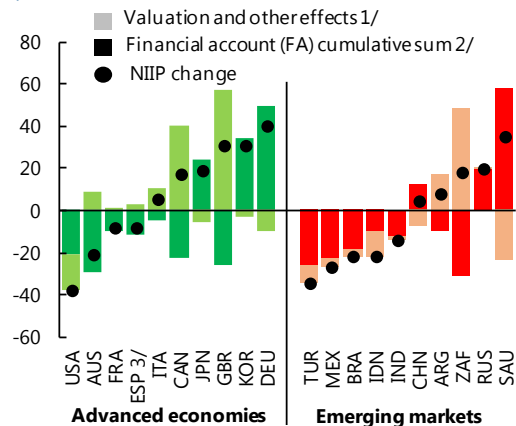 Valuation and other effects 1/
Financial account (FA) cumulative sum 2/
NIIP change
80
60
40
20
0
-20
-40
-60
USA
AUS
FRA
ESP 3/
ITA
CAN
JPN
GBR
KOR
DEU
TUR
MEX
BRA
IDN
IND
CHN
ARG
ZAF
RUS
SAU
Advanced economies
Emerging markets